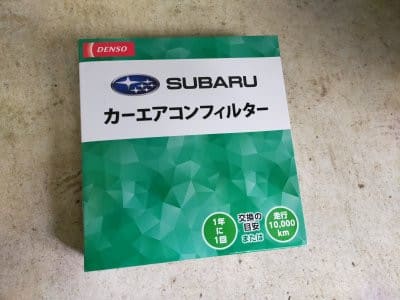 DENSO
SUBARU
カーエアコンフィルター
1年
に
1回
交換の
目安
または
走行
10,000
km